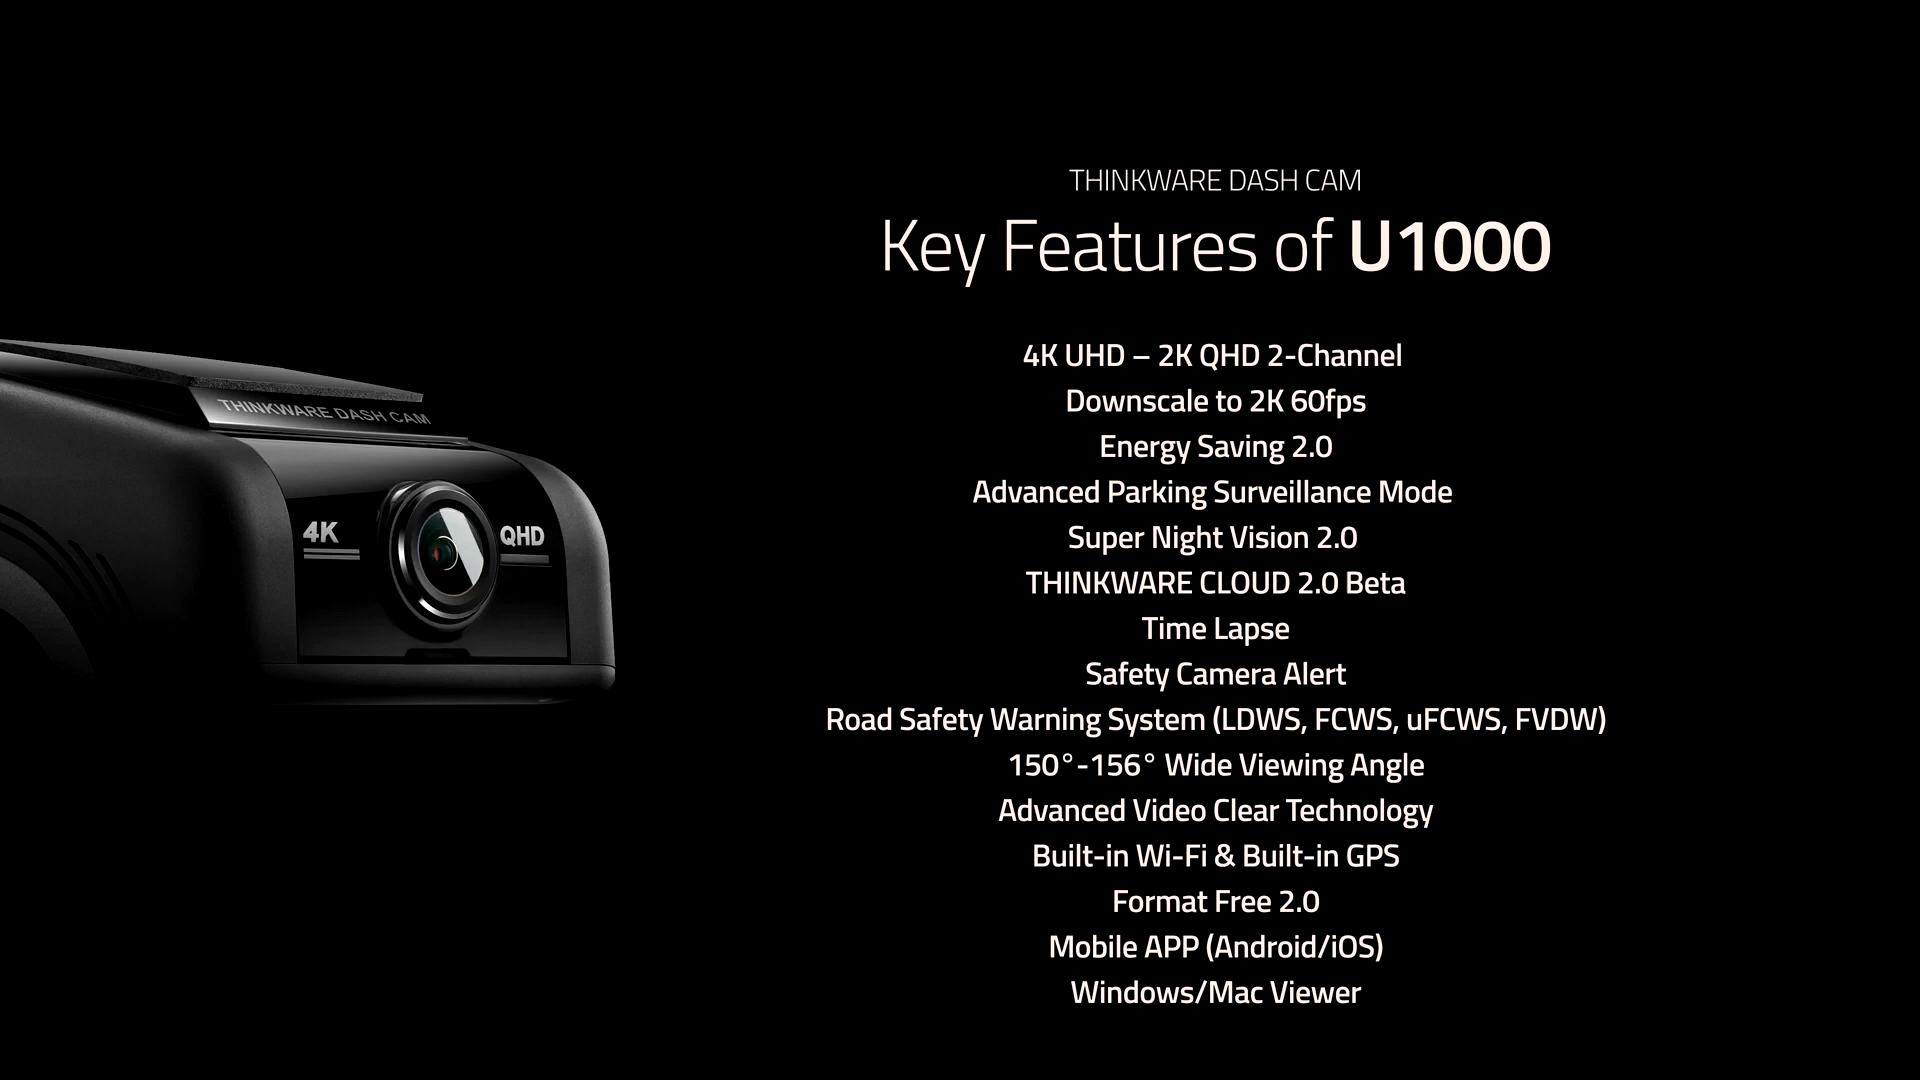 THINKWARE DASH CAM
Key Features of U1000
THINKWARE DASH CAM
4K
QHD
4K UHD – 2K QHD 2-Channel
Downscale to 2K 60fps
Energy Saving 2.0
Advanced Parking Surveillance Mode
Super Night Vision 2.0
THINKWARE CLOUD 2.0 Beta
Time Lapse
Safety Camera Alert
Road Safety Warning System (LDWS, FCWS, uFCWS, FVDW)
150°-156° Wide Viewing Angle
Advanced Video Clear Technology
Built-in Wi-Fi & Built-in GPS
Format Free 2.0
Mobile APP (Android/iOS)
Windows/Mac Viewer